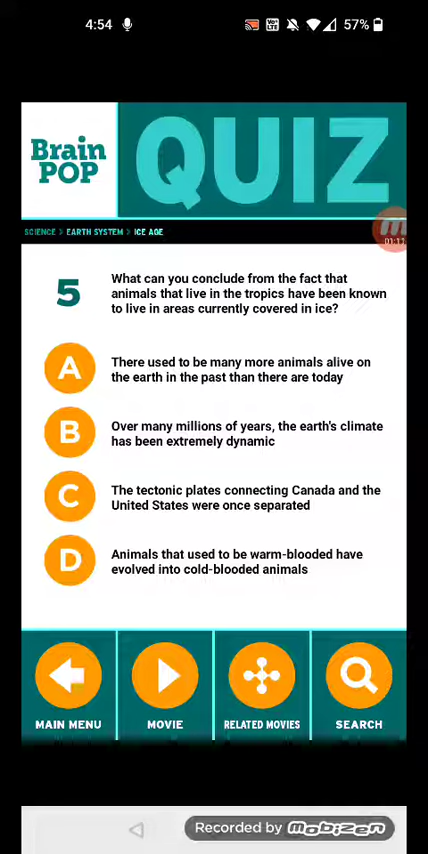 4:54
Vo
LTE
57%
Brain
POP
QUIZ
SCIENCE > EARTH SYSTEM > ICE AGE
01:11
5
What can you conclude from the fact that
animals that live in the tropics have been known
to live in areas currently covered in ice?
A
There used to be many more animals alive on
the earth in the past than there are today
B
Over many millions of years, the earth's climate
has been extremely dynamic
C
The tectonic plates connecting Canada and the
United States were once separated
D
Animals that used to be warm-blooded have
evolved into cold-blooded animals
MAIN MENU
MOVIE
RELATED MOVIES
SEARCH
Recorded by mobizen